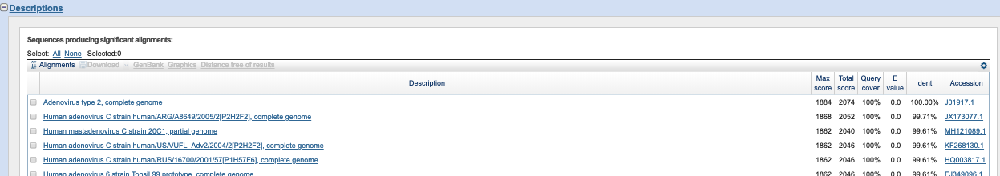 Descriptions
Sequences producing significant alignments:
Select: All None Selected:0
Alignments Download GenBank Graphics Distance tree of results
Description Max score Total score Query cover E value Ident Accession
Adenovirus type 2, complete genome 1884 2074 100% 0.0 100.00% J01917.1
Human adenovirus C strain human/ARG/A8649/2005/2[P2H2F2], complete genome 1868 2052 100% 0.0 99.71% JX173077.1
Human mastadenovirus C strain 20C1, partial genome 1862 2040 100% 0.0 99.61% MH121089.1
Human adenovirus C strain human/USA/UFL_Adv2/2004/2[P2H2F2], complete genome 1862 2046 100% 0.0 99.61% KF268130.1
Human adenovirus C strain human/RUS/16700/2001/57[P1H57F6], complete genome 1862 2046 100% 0.0 99.61% HQ003817.1
Human adenovirus 6 strain Tonsil 99 prototype, complete genome 1862 2046 100% 0.0 99.61% FJ349096.1